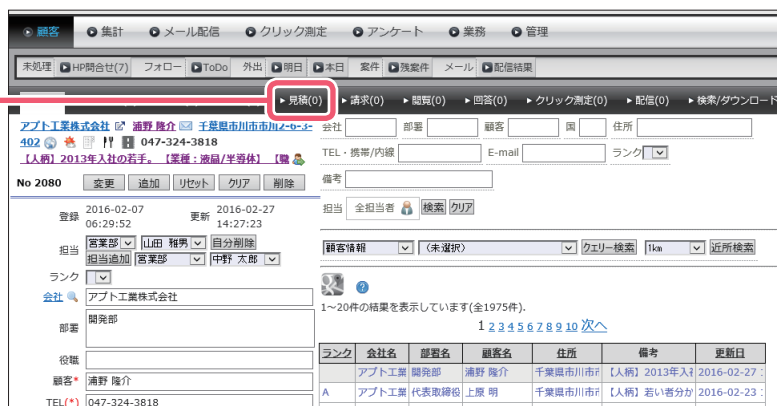 顧客 集計 メール配信 クリック測定 アンケート 業務 管理
未処理 HP問合せ(7) フォロー ToDo 外出 明日 本日 案件 残案件 メール 配信結果
見積(0) 請求(0) 閲覧(0) 回答(0) クリック測定(0) 配信(0) 検索/ダウンロード
アプト工業株式会社 浦野 隆介 千葉県市川市市川2-6-3-
402 047-324-3818
【人柄】2013年入社の若手。 【業種：液晶/半導体】 【職
No 2080 変更 追加 リセット クリア 削除
登録 2016-02-07 06:29:52 更新 2016-02-27 14:27:23
担当 営業部 山田 雅男 自分削除
担当追加 営業部 中野 太郎
ランク
会社 アプト工業株式会社
部署 開発部
役職
顧客* 浦野 隆介
TEL(*) 047-324-3818
会社 部署 顧客 国 住所
TEL・携帯/内線 E-mail ランク
備考
担当 全担当者 検索 クリア
顧客情報 (未選択) クエリー検索 1km 近所検索
1～20件の結果を表示しています(全1975件).
1 2 3 4 5 6 7 8 9 10 次へ
ランク 会社名 部署名 顧客名 住所 備考 更新日
アプト工業 開発部 浦野 隆介 千葉県市川市市 【人柄】2013年入社 2016-02-27
A アプト工業 代表取締役 上原 明 千葉県市川市市 【人柄】若い者分か 2016-02-23